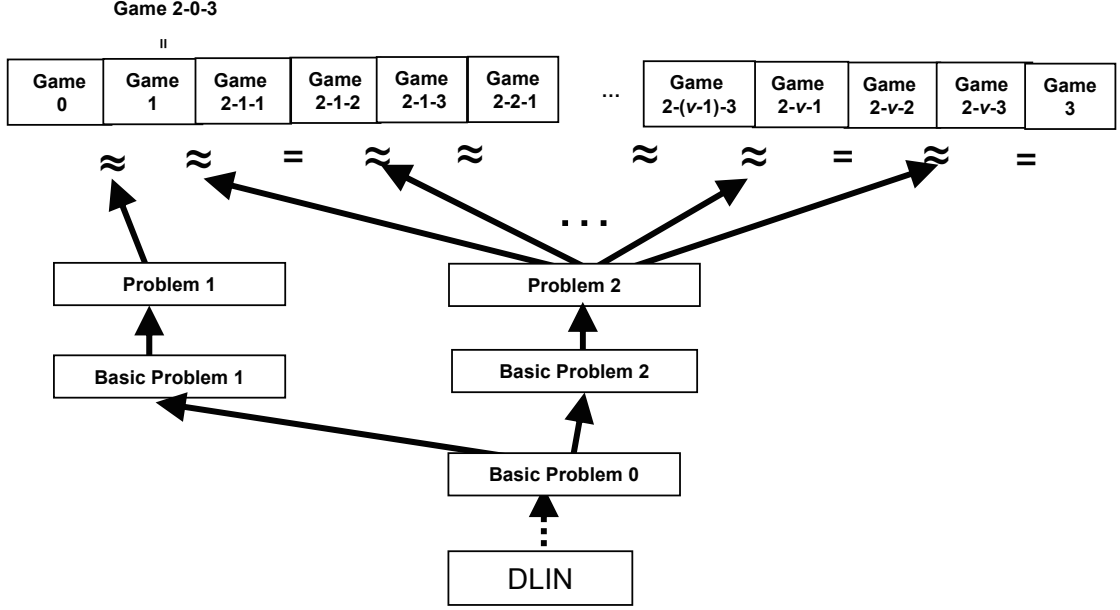 Game 2-0-3
=
Game 0
Game 1
Game 2-1-1
Game 2-1-2
Game 2-1-3
Game 2-2-1
...
Game 2-(v-1)-3
Game 2-v-1
Game 2-v-2
Game 2-v-3
Game 3
≈ ≈ = ≈ ≈ ≈ ≈ = ≈ =
...
Problem 1
Problem 2
Basic Problem 1
Basic Problem 2
Basic Problem 0
DLIN